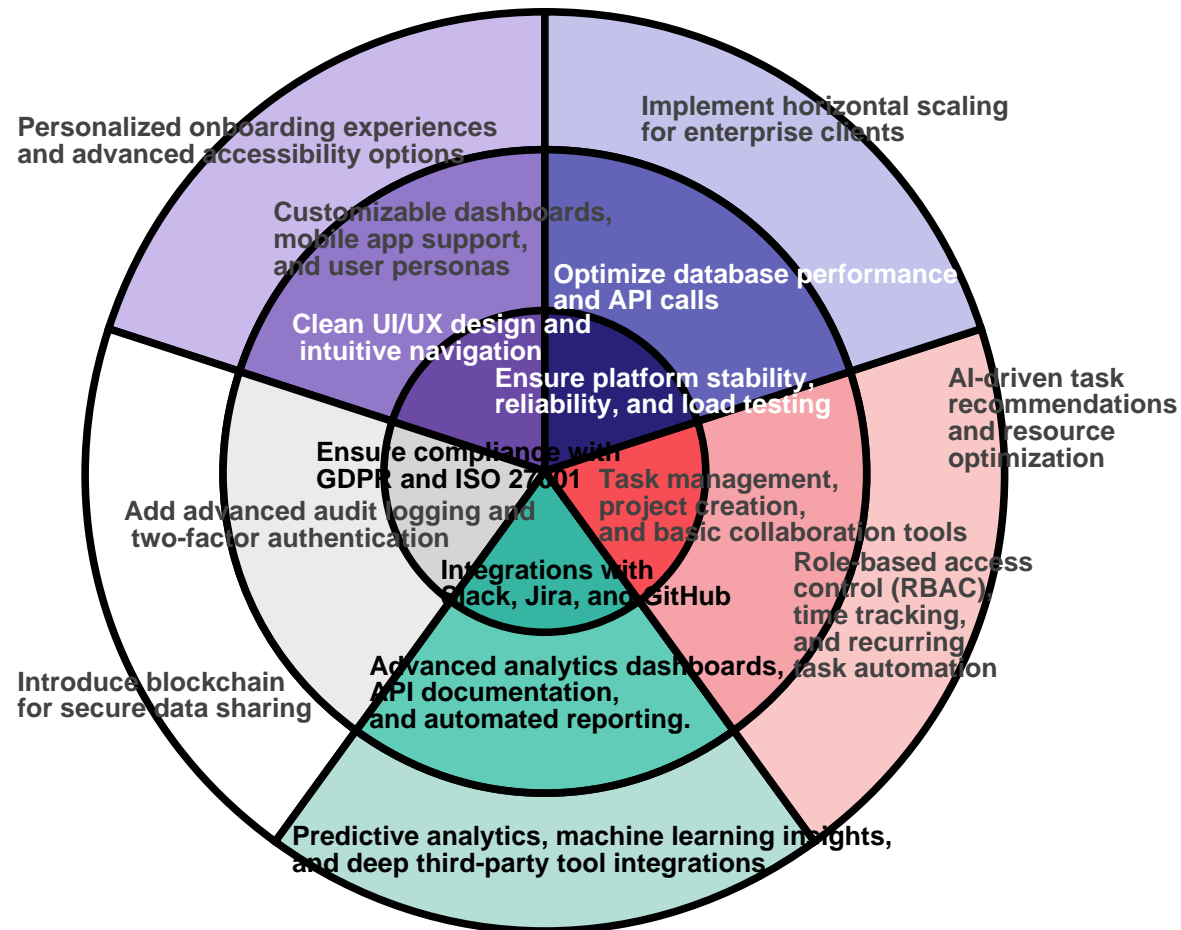 Personalized onboarding experiences
and advanced accessibility options
Implement horizontal scaling
for enterprise clients
Customizable dashboards,
mobile app support,
and user personas
Optimize database performance
and API calls
Clean UI/UX design and
intuitive navigation
Ensure platform stability,
reliability, and load testing
AI-driven task
recommendations
and resource
optimization
Ensure compliance with
GDPR and ISO 27001
Task management,
project creation,
and basic collaboration tools
Add advanced audit logging and
two-factor authentication
Role-based access
control (RBAC),
time tracking,
and recurring
task automation
Integrations with
Slack, Jira, and GitHub
Advanced analytics dashboards,
API documentation,
and automated reporting.
Introduce blockchain
for secure data sharing
Predictive analytics, machine learning insights,
and deep third-party tool integrations